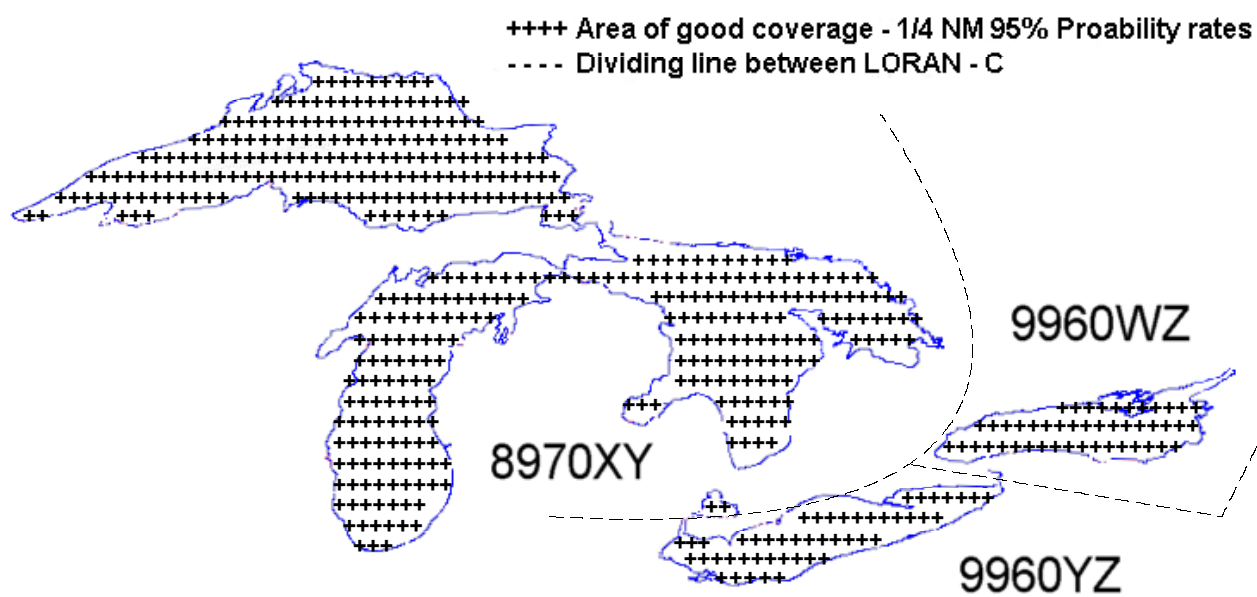 ++++ Area of good coverage - 1/4 NM 95% Proability rates
---- Dividing line between LORAN - C
9960WZ
8970XY
9960YZ